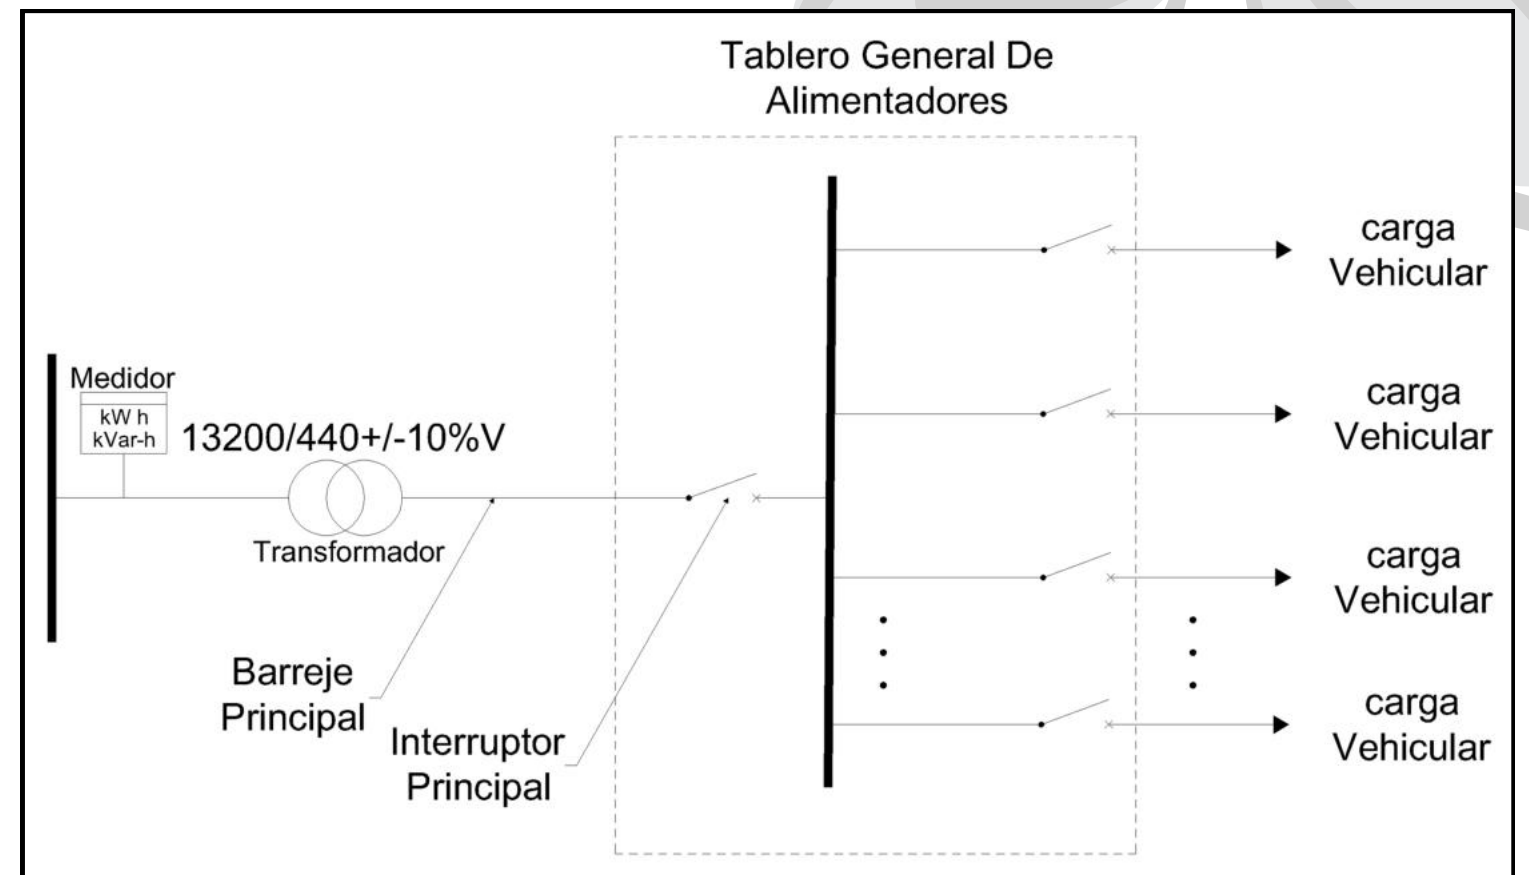 Tablero General De
Alimentadores
carga
Vehicular
carga
Vehicular
Medidor
kW h
kVar-h
13200/440+/-10%V
Transformador
carga
Vehicular
Barreje
Principal
Interruptor
Principal
carga
Vehicular